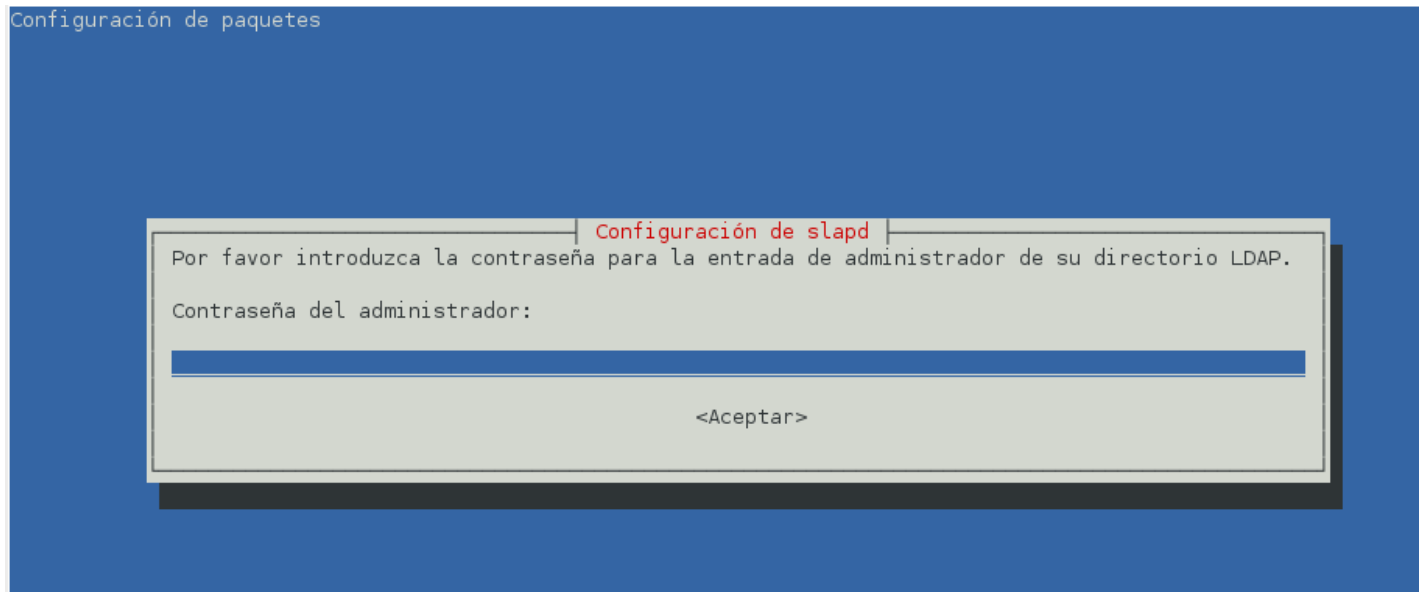 Configuración de paquetes
Configuración de slapd
Por favor introduzca la contraseña para la entrada de administrador de su directorio LDAP.
Contraseña del administrador:
<Aceptar>